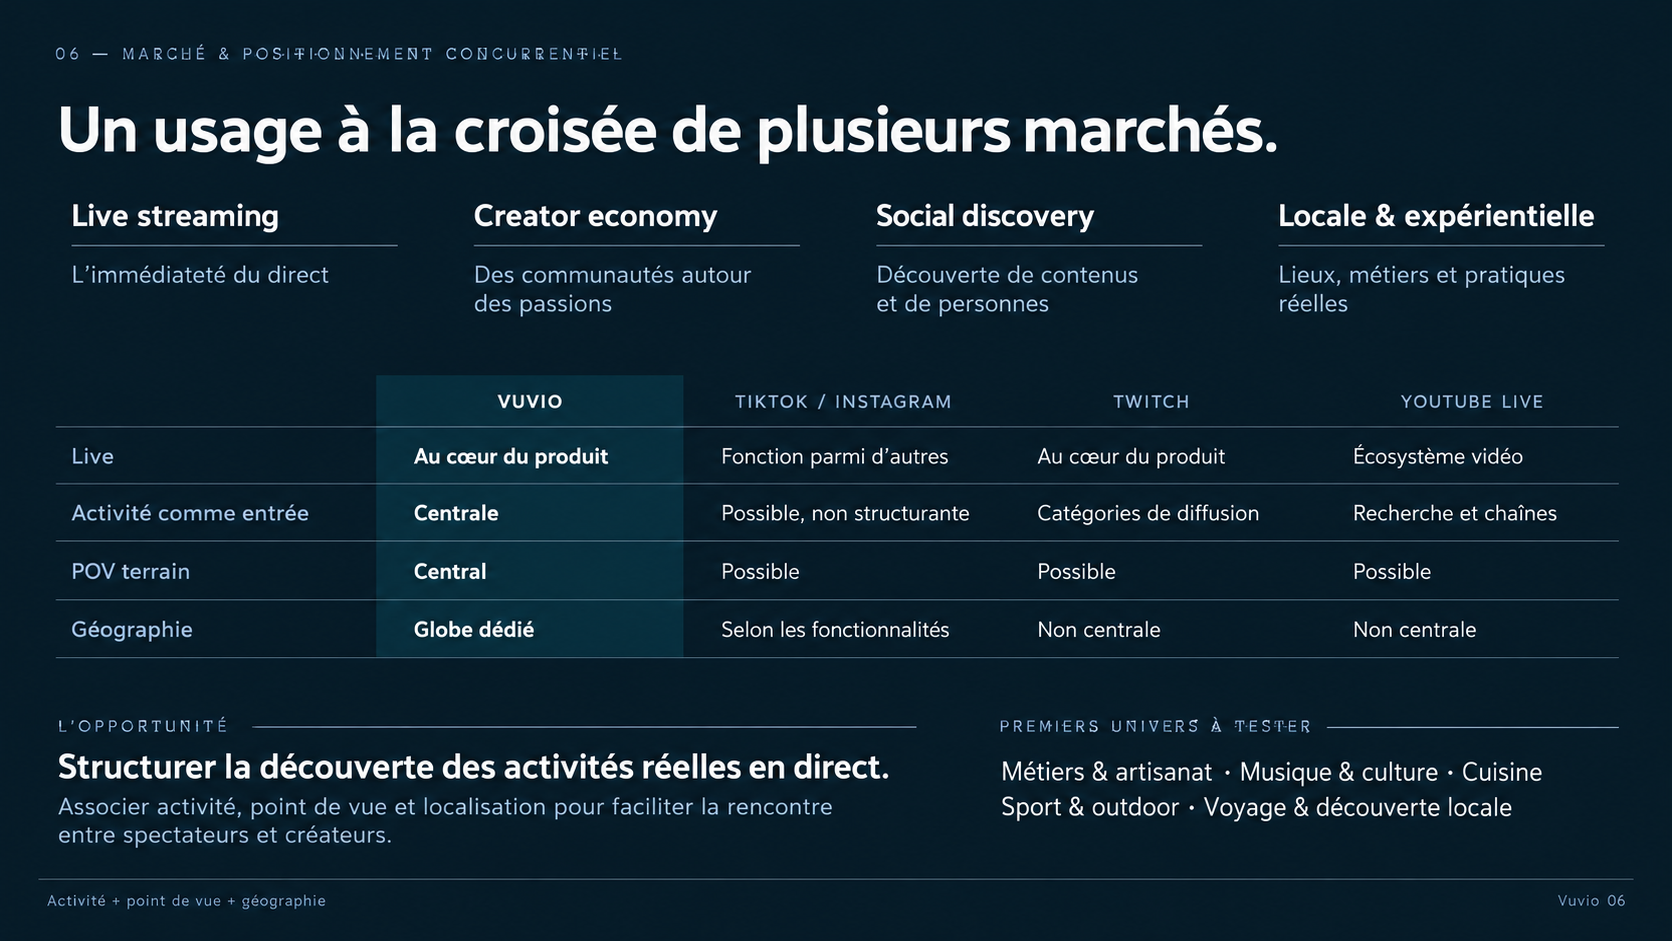 06 — MARCHÉ & POSITIONNEMENT CONCURRENTIEL
Un usage à la croisée de plusieurs marchés.
Live streaming
L’immédiateté du direct
Creator economy
Des communautés autour
des passions
Social discovery
Découverte de contenus
et de personnes
Locale & expérientielle
Lieux, métiers et pratiques
réelles
VUVIO TIKTOK / INSTAGRAM TWITCH YOUTUBE LIVE
Live Au cœur du produit Fonction parmi d’autres Au cœur du produit Écosystème vidéo
Activité comme entrée Centrale Possible, non structurante Catégories de diffusion Recherche et chaînes
POV terrain Central Possible Possible Possible
Géographie Globe dédié Selon les fonctionnalités Non centrale Non centrale
L’OPPORTUNITÉ
Structurer la découverte des activités réelles en direct.
Associer activité, point de vue et localisation pour faciliter la rencontre
entre spectateurs et créateurs.
PREMIERS UNIVERS À TESTER
Métiers & artisanat · Musique & culture · Cuisine
Sport & outdoor · Voyage & découverte locale
Activité + point de vue + géographie
Vuvio 06